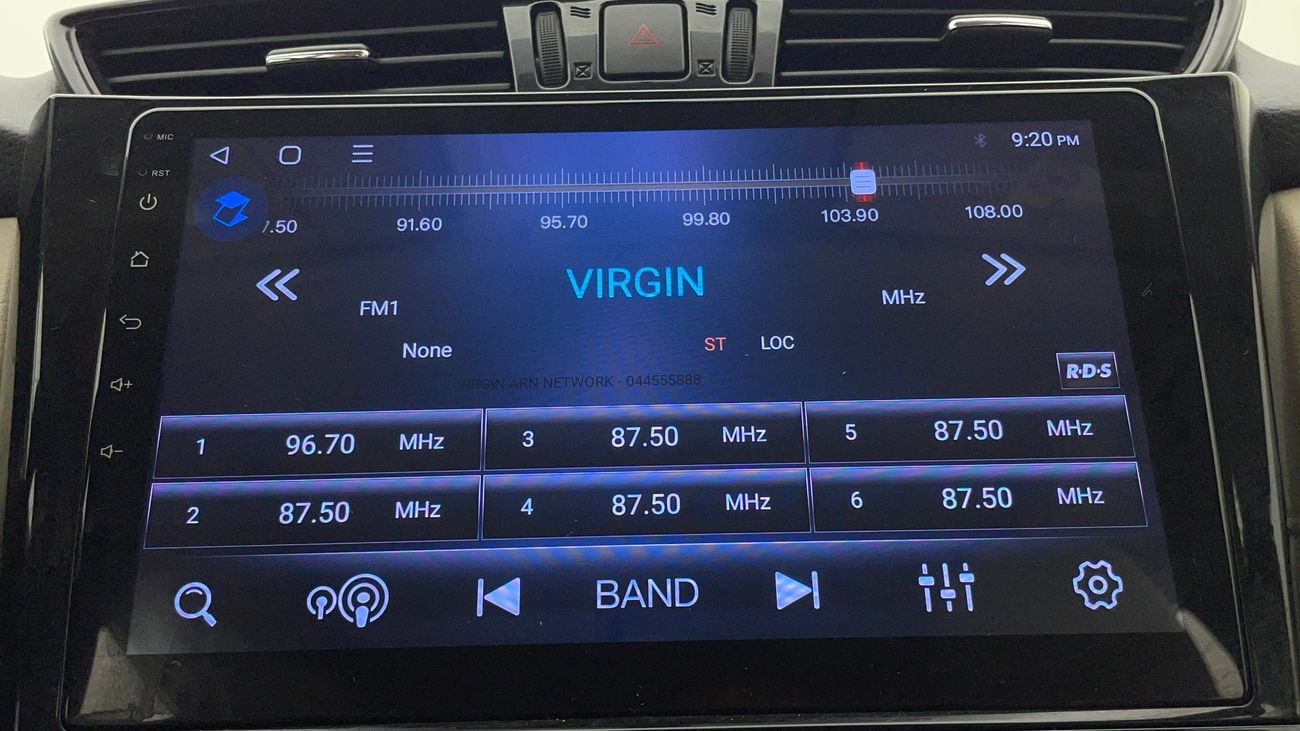 MIC
9:20 PM
RST
7.50 91.60 95.70 99.80 103.90 108.00
VIRGIN
FM1 MHz
None ST LOC
VIRGIN ARN NETWORK - 044555888
R·D·S
1 96.70 MHz 3 87.50 MHz 5 87.50 MHz
2 87.50 MHz 4 87.50 MHz 6 87.50 MHz
BAND